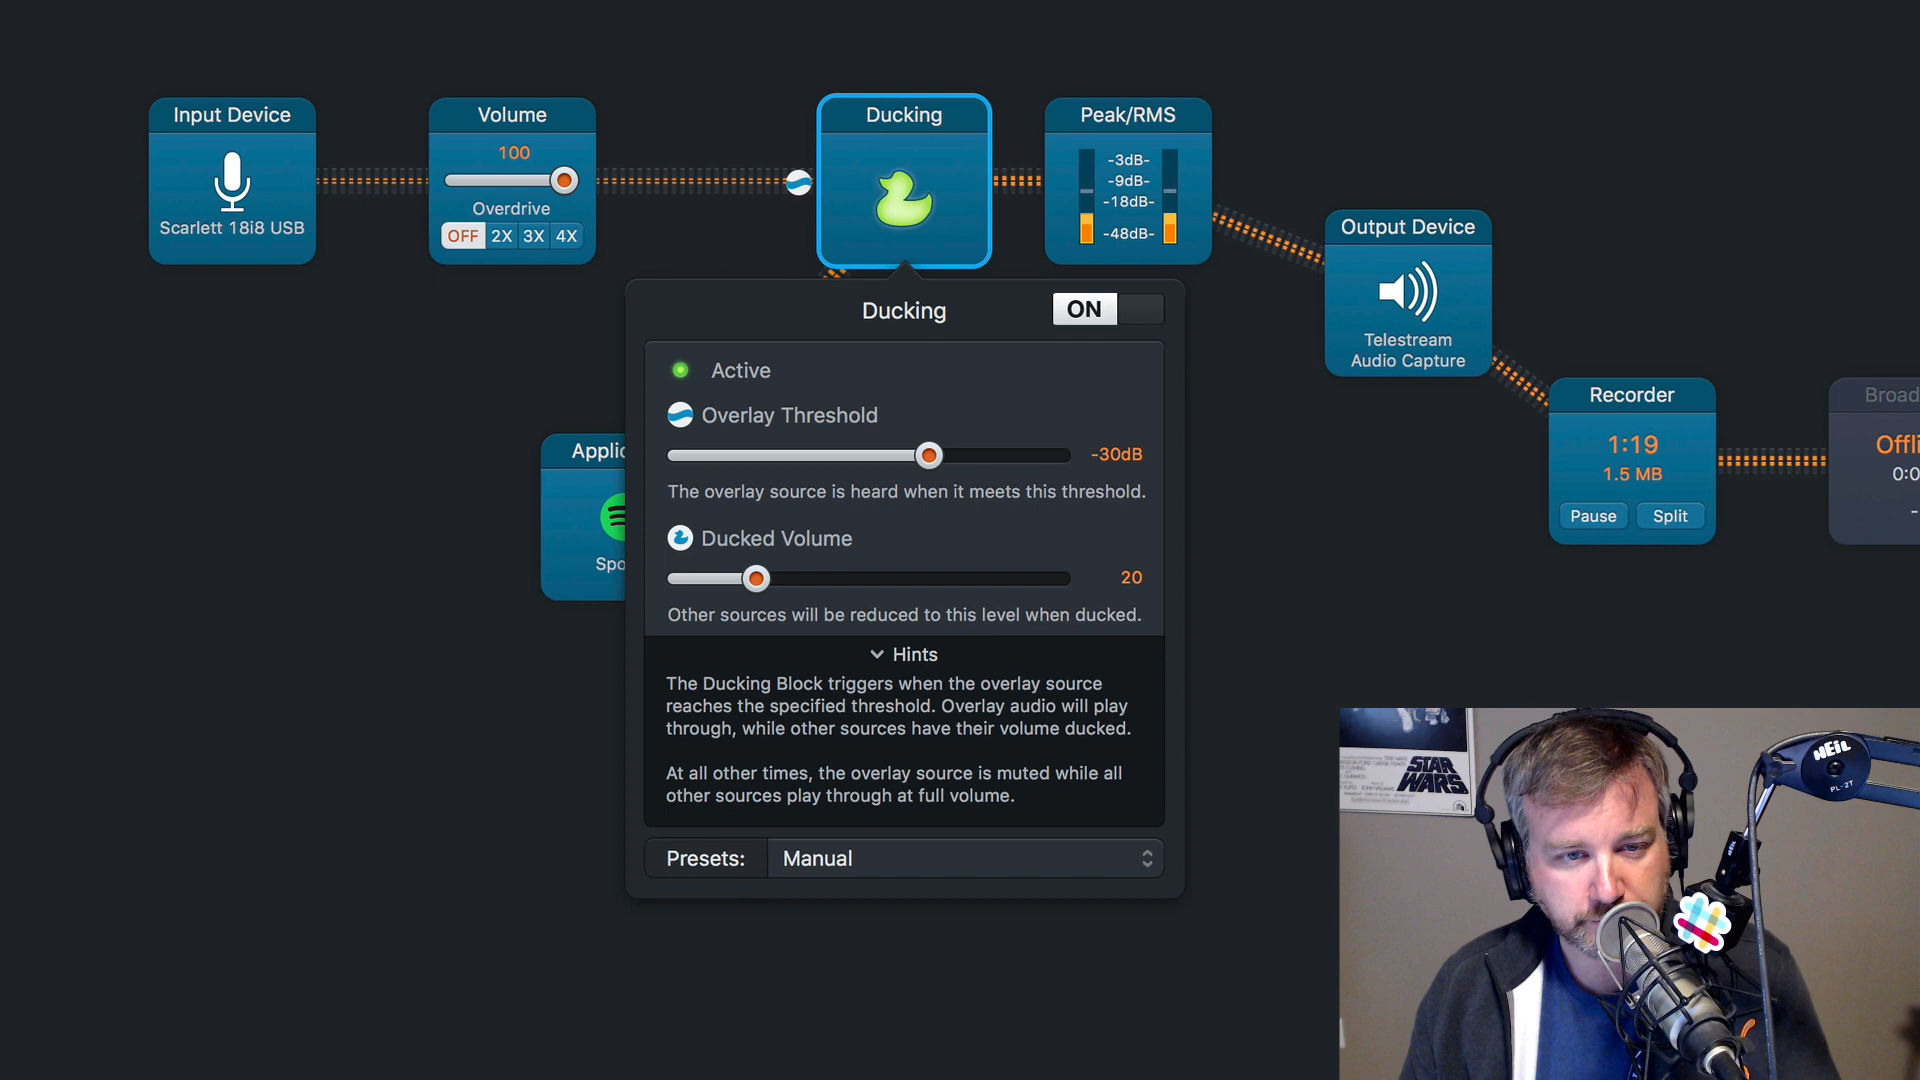 Input Device
Scarlett 18i8 USB
Volume
100
Overdrive
OFF 2X 3X 4X
Ducking
Peak/RMS
-3dB-
-9dB-
-18dB-
-48dB-
Output Device
Telestream
Audio Capture
Recorder
1:19
1.5 MB
Pause Split
Broad
Offli
0:0
-
Applic
Spo
Ducking
ON
Active
Overlay Threshold
-30dB
The overlay source is heard when it meets this threshold.
Ducked Volume
20
Other sources will be reduced to this level when ducked.
Hints
The Ducking Block triggers when the overlay source
reaches the specified threshold. Overlay audio will play
through, while other sources have their volume ducked.
At all other times, the overlay source is muted while all
other sources play through at full volume.
Presets: Manual
STAR
WARS
HEiL
PL-2T